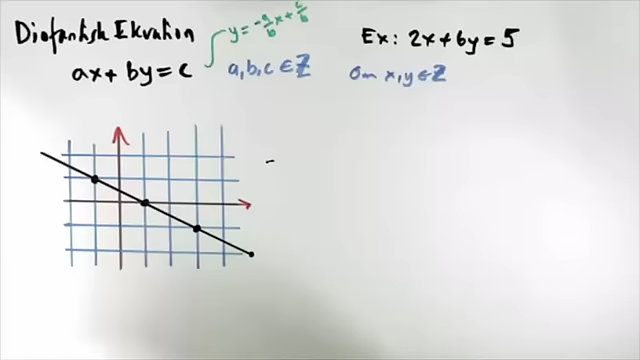 Diofantisk Ekvation
ax + by = c
y = -a/b x + c/b
a, b, c ∈ Z
Ex: 2x + 6y = 5
Om x, y ∈ Z